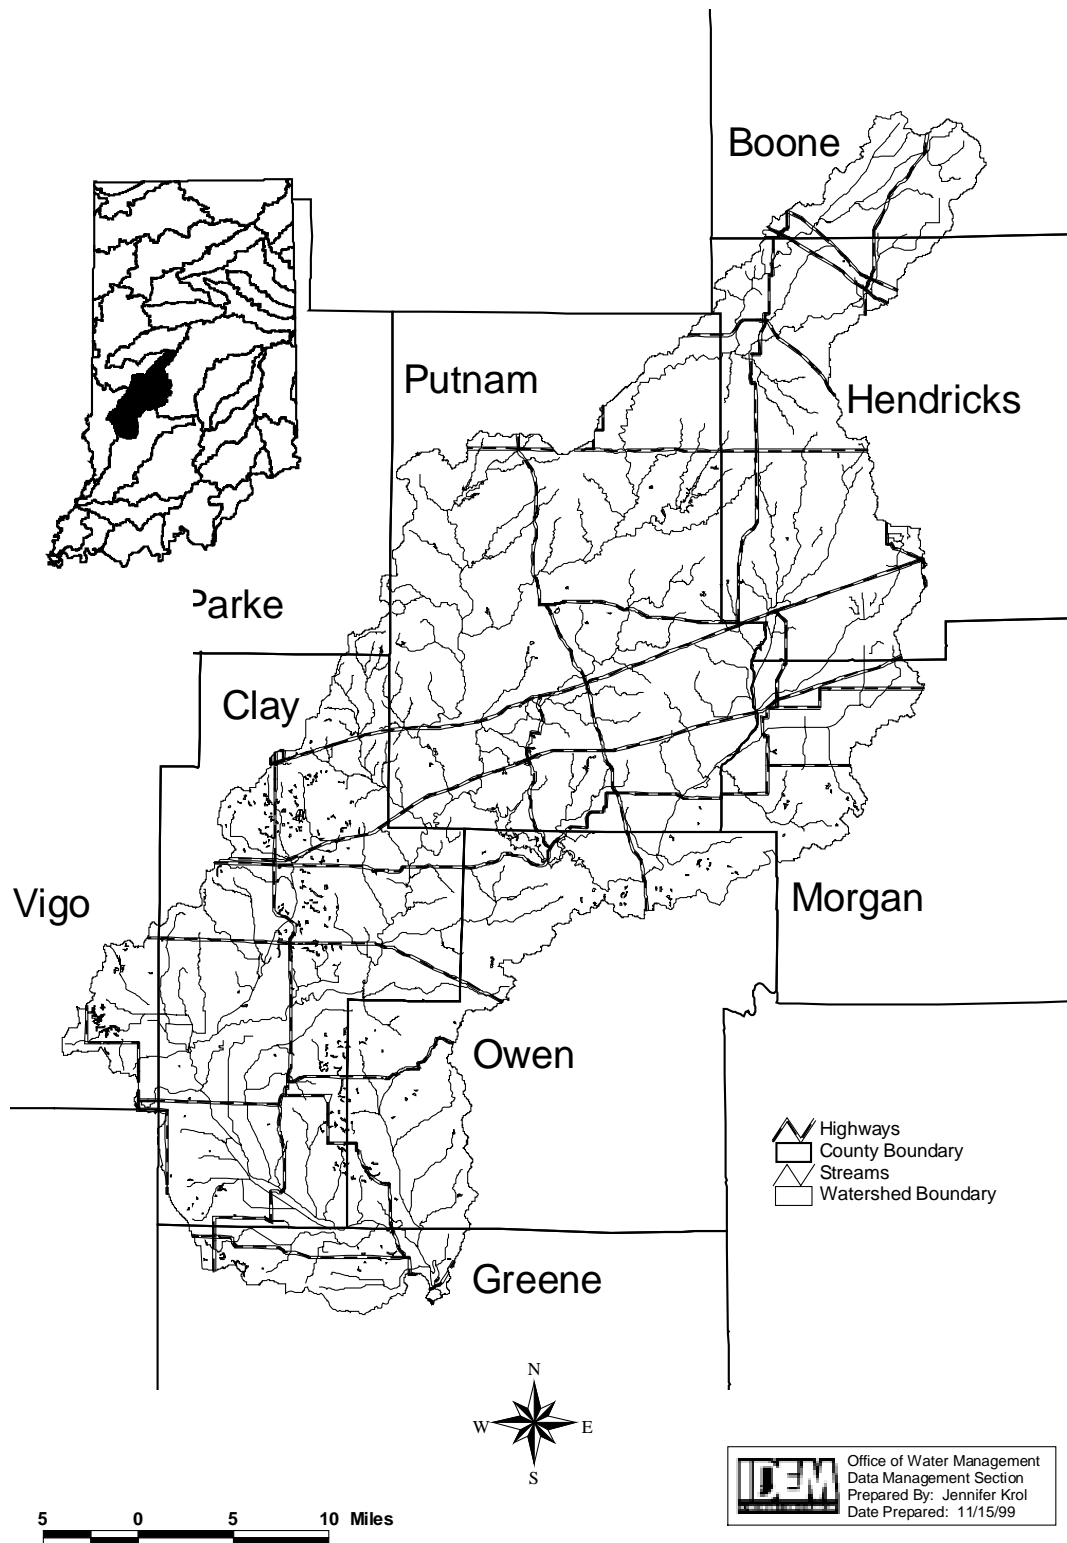 Boone
Putnam
Hendricks
Parke
Clay
Vigo
Morgan
Owen
Highways
County Boundary
Streams
Watershed Boundary
Greene
N
W
E
S
IDEM
Office of Water Management
Data Management Section
Prepared By: Jennifer Krol
Date Prepared: 11/15/99
5 0 5 10 Miles